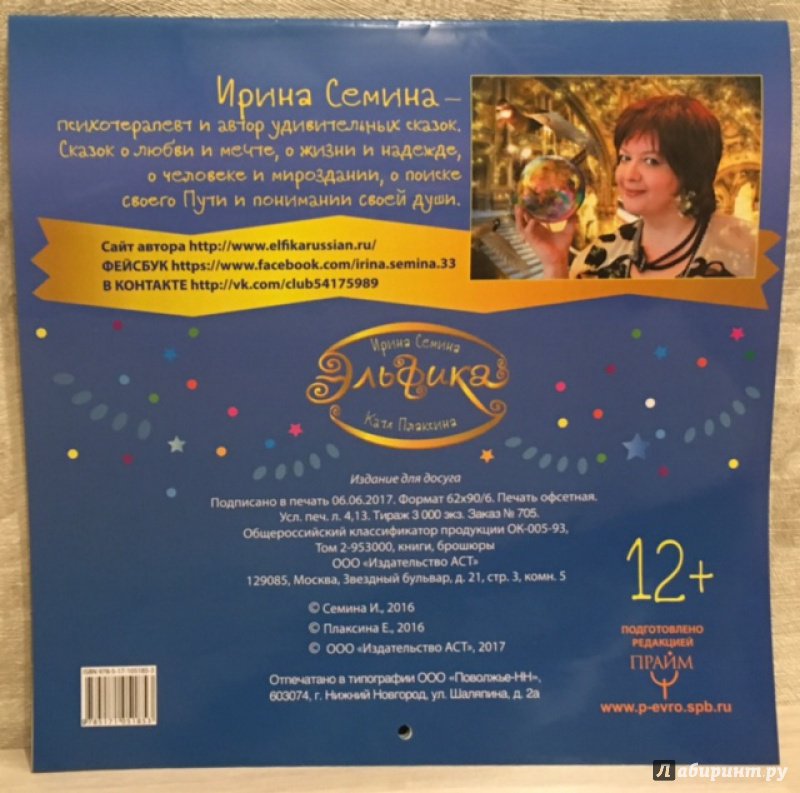 Ирина Семина –
психотерапевт и автор удивительных сказок.
Сказок о любви и мечте, о жизни и надежде,
о человеке и мироздании, о поиске
своего Пути и понимании своей души.
Сайт автора http://www.elfikarussian.ru/
ФЕЙСБУК https://www.facebook.com/irina.semina.33
В КОНТАКТЕ http://vk.com/club54175989
Ирина Семина
Эльфика
Катя Плаксина
Издание для досуга
Подписано в печать 06.06.2017. Формат 62х90/6. Печать офсетная.
Усл. печ. л. 4,13. Тираж 3 000 экз. Заказ № 705.
Общероссийский классификатор продукции ОК-005-93,
Том 2-953000, книги, брошюры
ООО «Издательство АСТ»
129085, Москва, Звездный бульвар, д. 21, стр. 3, комн. 5
© Семина И., 2016
© Плаксина Е., 2016
© ООО «Издательство АСТ», 2017
Отпечатано в типографии ООО «Поволжье-НН»,
603074, г. Нижний Новгород, ул. Шаляпина, д. 2а
12+
ПОДГОТОВЛЕНО
РЕДАКЦИЕЙ
ПРАЙМ
www.p-evro.spb.ru
ISBN
Лабиринт.ру